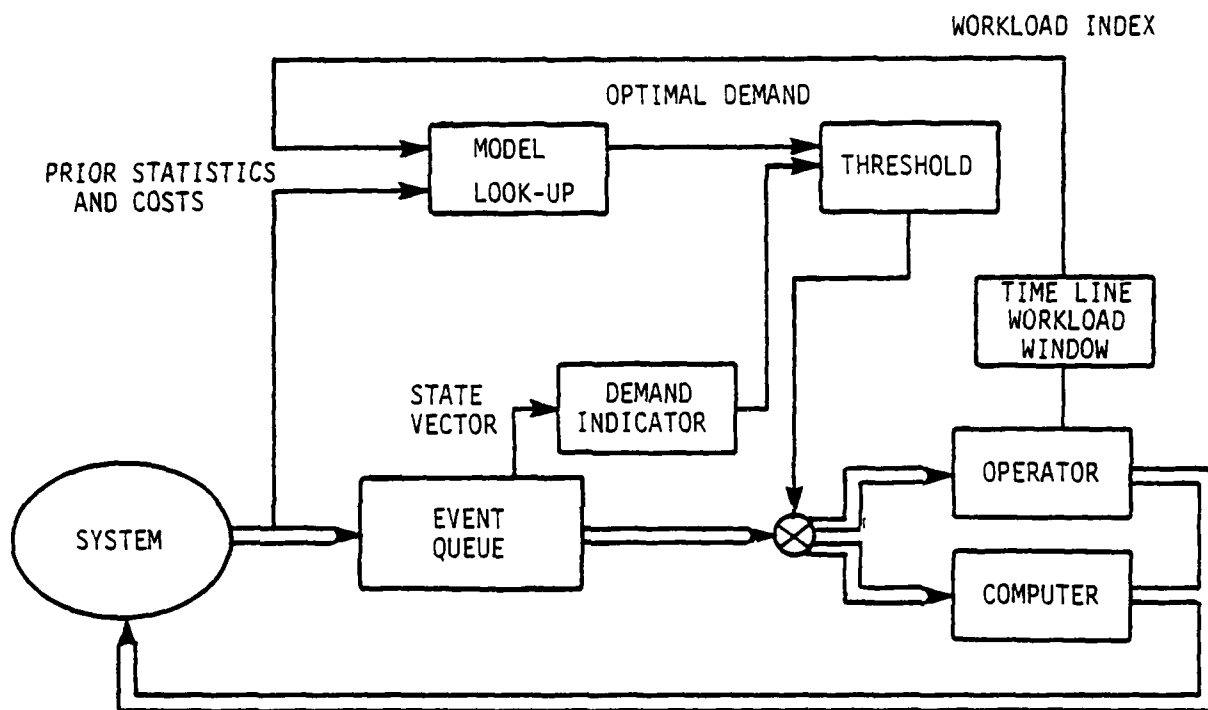 WORKLOAD INDEX
OPTIMAL DEMAND
MODEL
LOOK-UP
THRESHOLD
PRIOR STATISTICS
AND COSTS
TIME LINE
WORKLOAD
WINDOW
STATE
VECTOR
DEMAND
INDICATOR
OPERATOR
SYSTEM
EVENT
QUEUE
COMPUTER